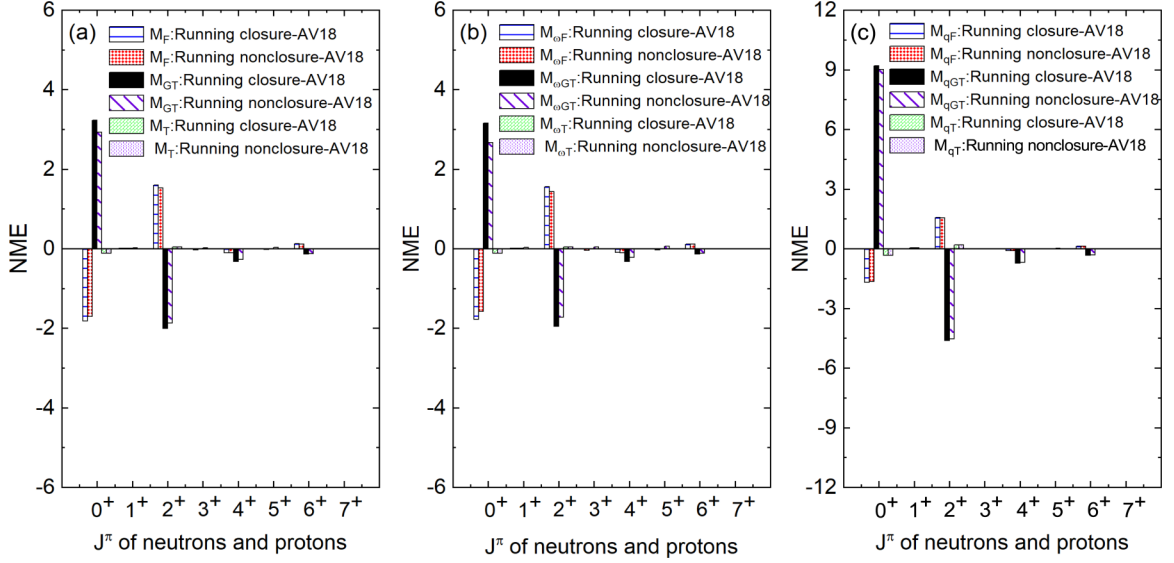 (a)
M_F:Running closure-AV18
M_F:Running nonclosure-AV18
M_GT:Running closure-AV18
M_GT:Running nonclosure-AV18
M_T:Running closure-AV18
M_T:Running nonclosure-AV18
6
4
2
0
-2
-4
-6
NME
0+ 1+ 2+ 3+ 4+ 5+ 6+ 7+
J^π of neutrons and protons
(b)
M_ωF:Running closure-AV18
M_ωF:Running nonclosure-AV18
M_ωGT:Running closure-AV18
M_ωGT:Running nonclosure-AV18
M_ωT:Running closure-AV18
M_ωT:Running nonclosure-AV18
6
4
2
0
-2
-4
-6
NME
0+ 1+ 2+ 3+ 4+ 5+ 6+ 7+
J^π of neutrons and protons
(c)
M_qF:Running closure-AV18
M_qF:Running nonclosure-AV18
M_qGT:Running closure-AV18
M_qGT:Running nonclosure-AV18
M_qT:Running closure-AV18
M_qT:Running nonclosure-AV18
12
9
6
3
0
-3
-6
-9
-12
NME
0+ 1+ 2+ 3+ 4+ 5+ 6+ 7+
J^π of neutrons and protons